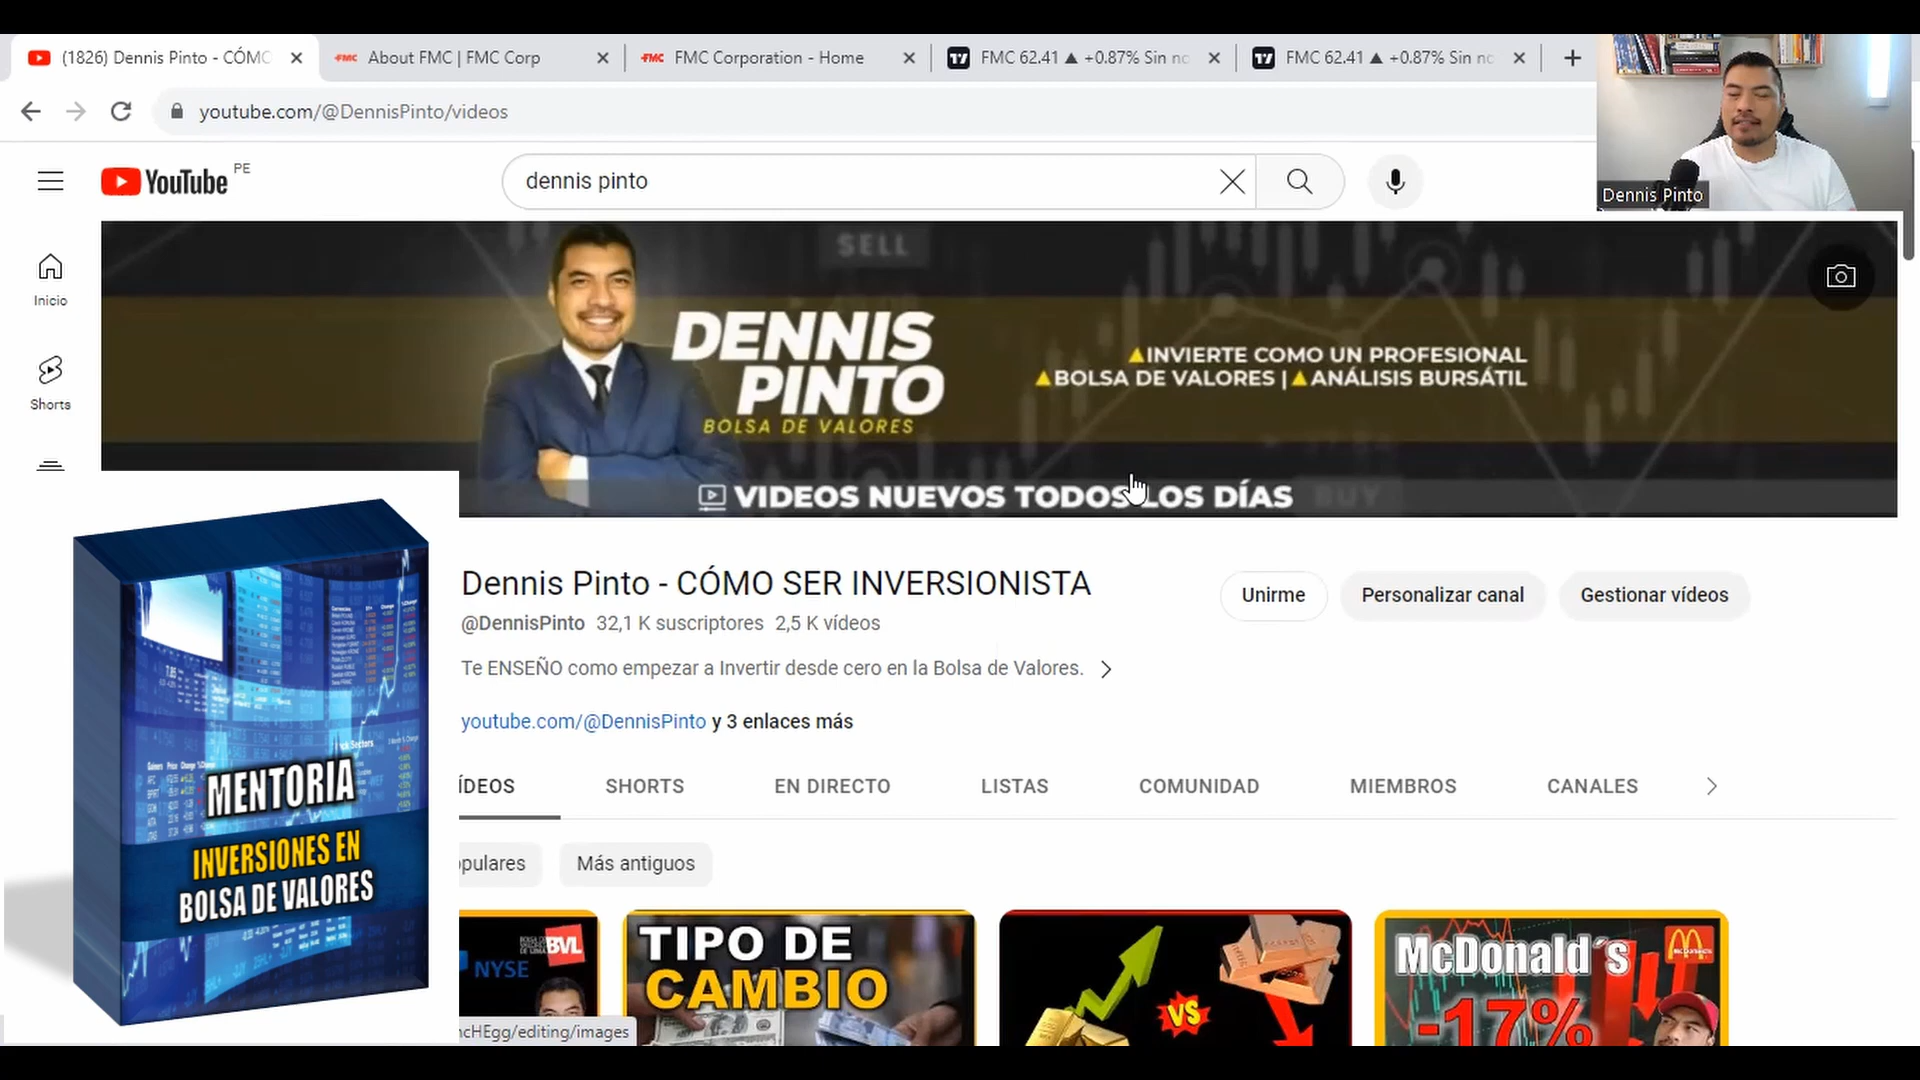 (1826) Dennis Pinto - CÓMO
About FMC | FMC Corp
FMC Corporation - Home
FMC 62.41 ▲ +0.87% Sin no
FMC 62.41 ▲ +0.87% Sin no
youtube.com/@DennisPinto/videos
Dennis Pinto
YouTube PE
dennis pinto
Inicio
Shorts
SELL
DENNIS
PINTO
BOLSA DE VALORES
▲INVIERTE COMO UN PROFESIONAL
▲BOLSA DE VALORES | ▲ANÁLISIS BURSÁTIL
VIDEOS NUEVOS TODOS LOS DÍAS
BUY
Dennis Pinto - CÓMO SER INVERSIONISTA
@DennisPinto 32,1 K suscriptores 2,5 K vídeos
Te ENSEÑO como empezar a Invertir desde cero en la Bolsa de Valores.
youtube.com/@DennisPinto y 3 enlaces más
Unirme
Personalizar canal
Gestionar vídeos
ÍDEOS
SHORTS
EN DIRECTO
LISTAS
COMUNIDAD
MIEMBROS
CANALES
opulares
Más antiguos
MENTORIA
INVERSIONES EN
BOLSA DE VALORES
BVL
NYSE
TIPO DE
CAMBIO
VS
McDonald´s
-17%
ncHEgg/editing/images